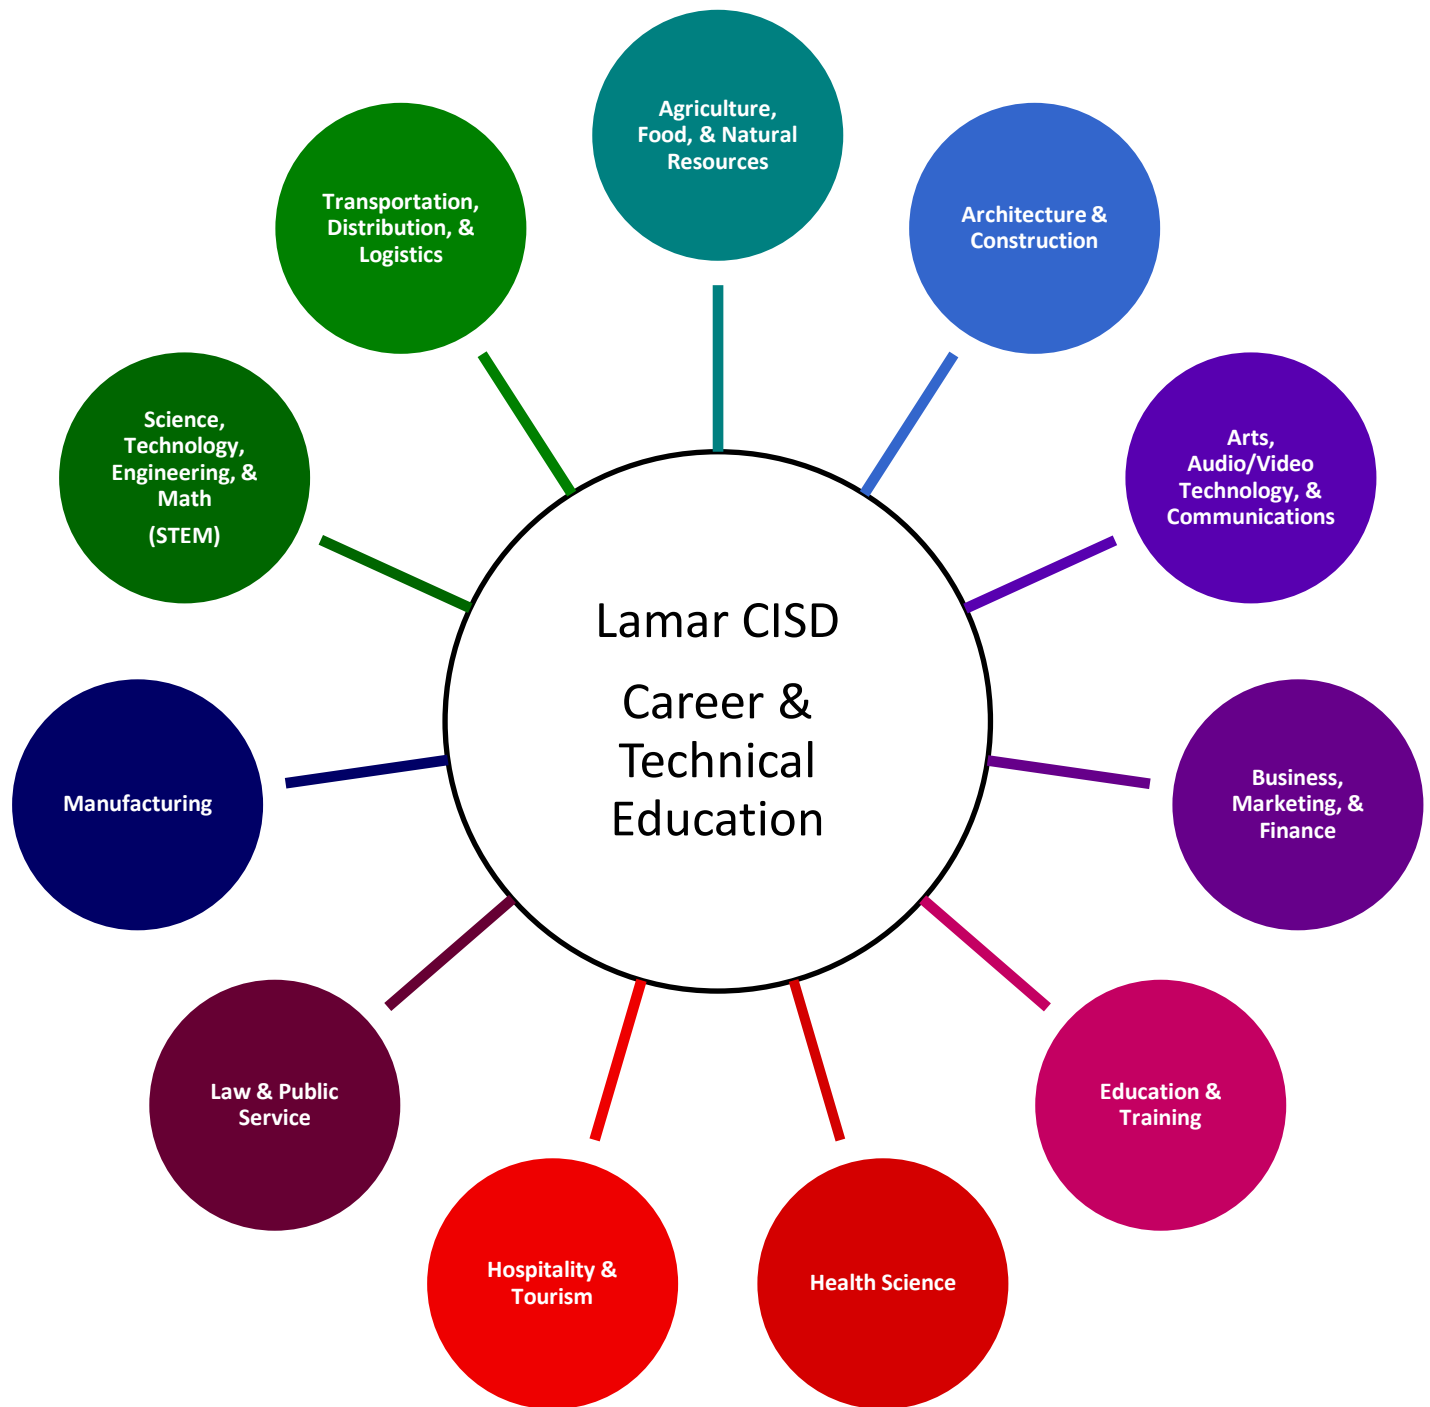 Agriculture,
Food, & Natural
Resources
Architecture &
Construction
Arts,
Audio/Video
Technology, &
Communications
Business,
Marketing, &
Finance
Education &
Training
Health Science
Hospitality &
Tourism
Law & Public
Service
Manufacturing
Science,
Technology,
Engineering, &
Math
(STEM)
Transportation,
Distribution, &
Logistics
Lamar CISD
Career &
Technical
Education